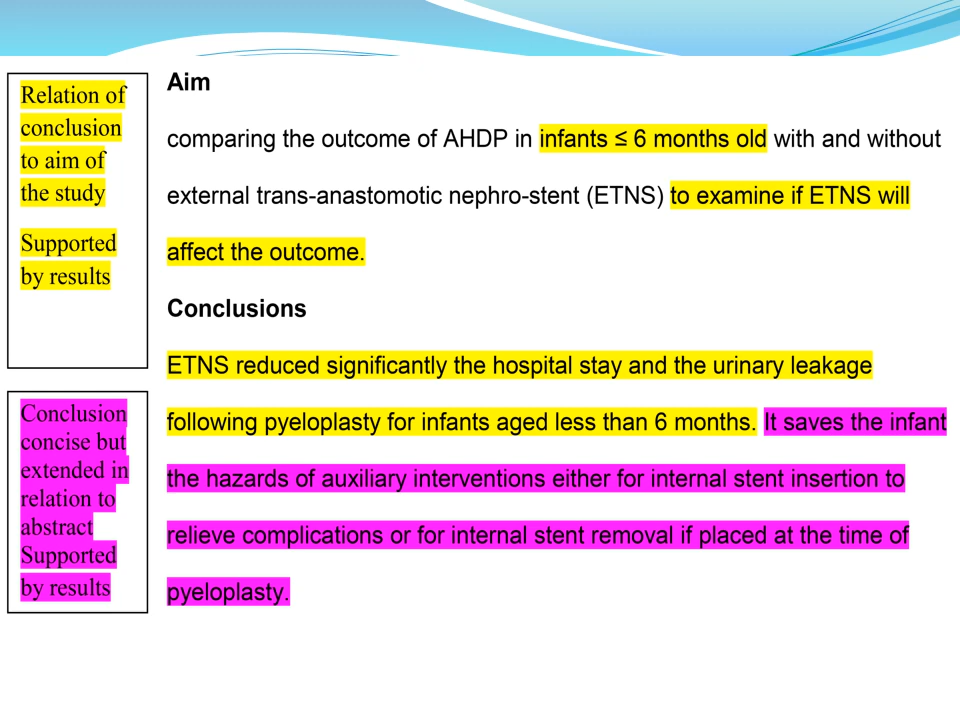 Relation of
conclusion
to aim of
the study
Supported
by results
Conclusion
concise but
extended in
relation to
abstract
Supported
by results
Aim
comparing the outcome of AHDP in infants ≤ 6 months old with and without
external trans-anastomotic nephro-stent (ETNS) to examine if ETNS will
affect the outcome.
Conclusions
ETNS reduced significantly the hospital stay and the urinary leakage
following pyeloplasty for infants aged less than 6 months. It saves the infant
the hazards of auxiliary interventions either for internal stent insertion to
relieve complications or for internal stent removal if placed at the time of
pyeloplasty.